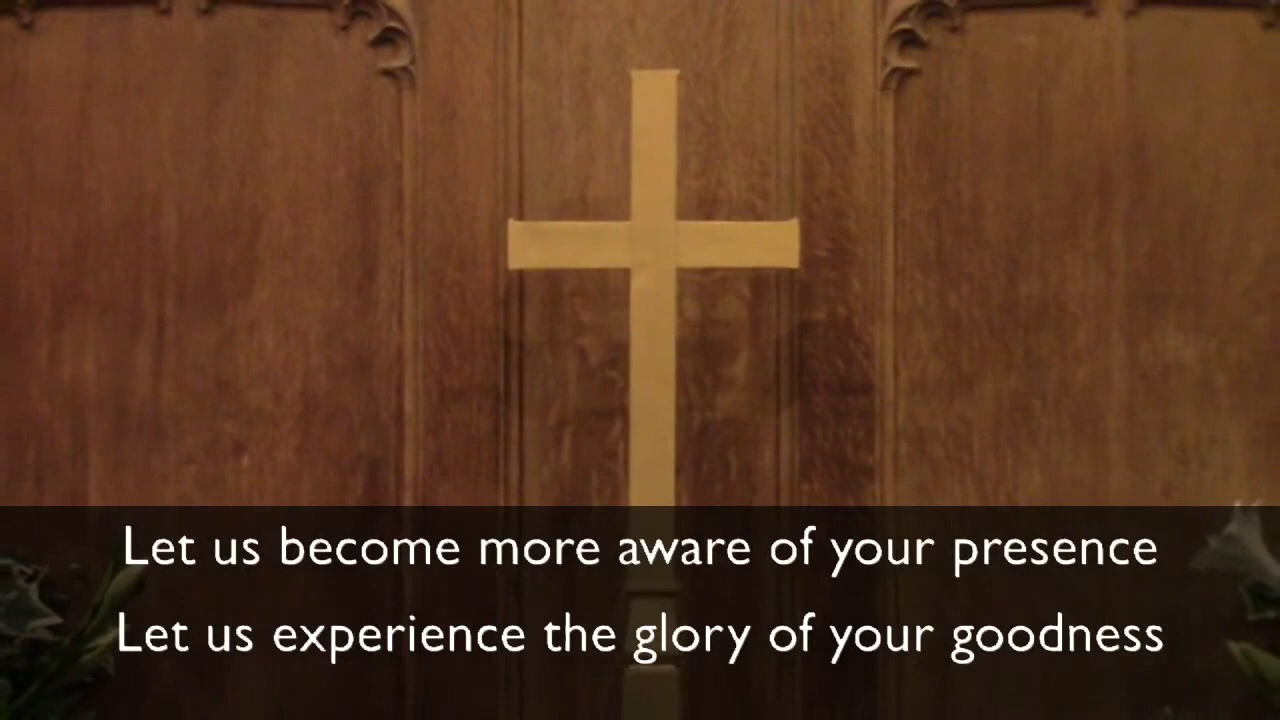 Let us become more aware of your presence
Let us experience the glory of your goodness